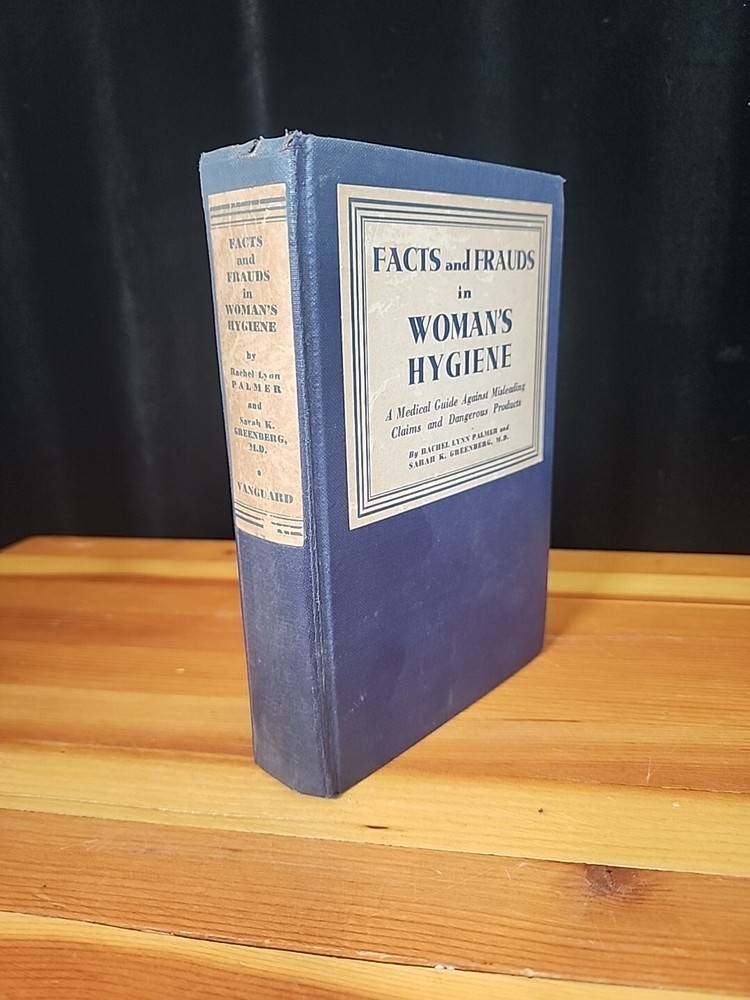 FACTS
and
FRAUDS
in
WOMAN'S
HYGIENE
by
Rachel Lynn
PALMER
and
Sarah K.
GREENBERG,
M.D.
VANGUARD
FACTS and FRAUDS
in
WOMAN'S
HYGIENE
A Medical Guide Against Misleading
Claims and Dangerous Products
By RACHEL LYNN PALMER and
SARAH K. GREENBERG, M.D.